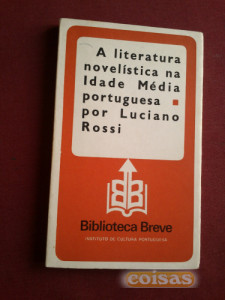 A literatura
novelística na
Idade Média
portuguesa ■
por Luciano
Rossi
Biblioteca Breve
INSTITUTO DE CULTURA PORTUGUESA
coisas